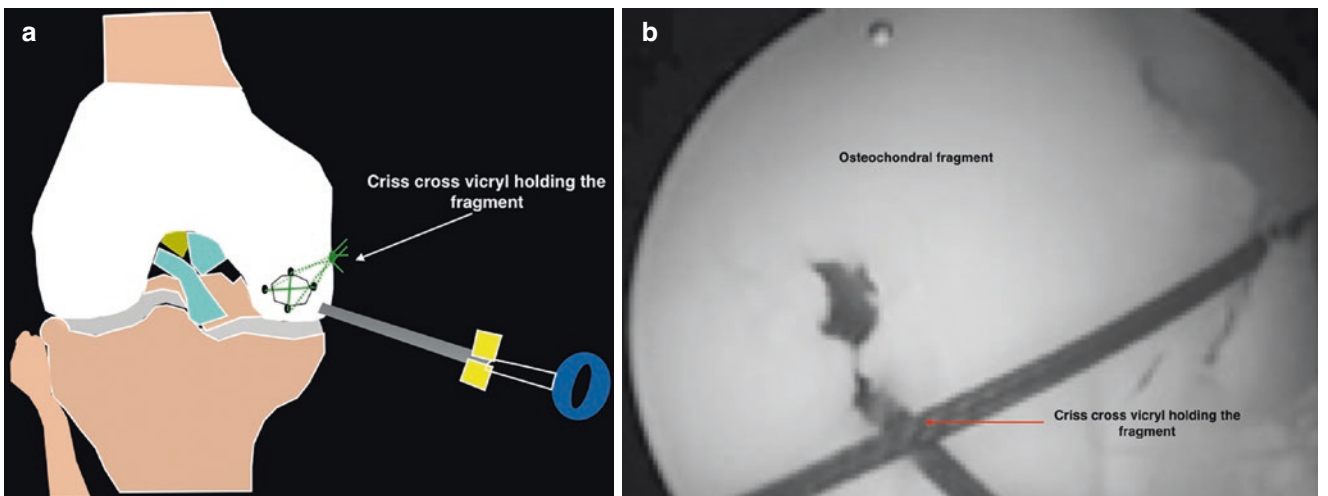 a
Criss cross vicryl holding the
fragment
b
Osteochondral fragment
Criss cross vicryl holding the
fragment